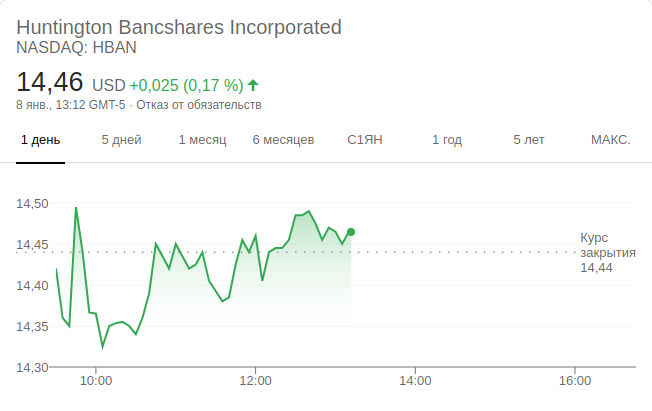 Huntington Bancshares Incorporated
NASDAQ: HBAN
14,46 USD +0,025 (0,17 %)
8 янв., 13:12 GMT-5 · Отказ от обязательств
1 день 5 дней 1 месяц 6 месяцев С1ЯН 1 год 5 лет МАКС.
14,50
14,45
14,40
14,35
14,30
Курс
закрытия
14,44
10:00 12:00 14:00 16:00